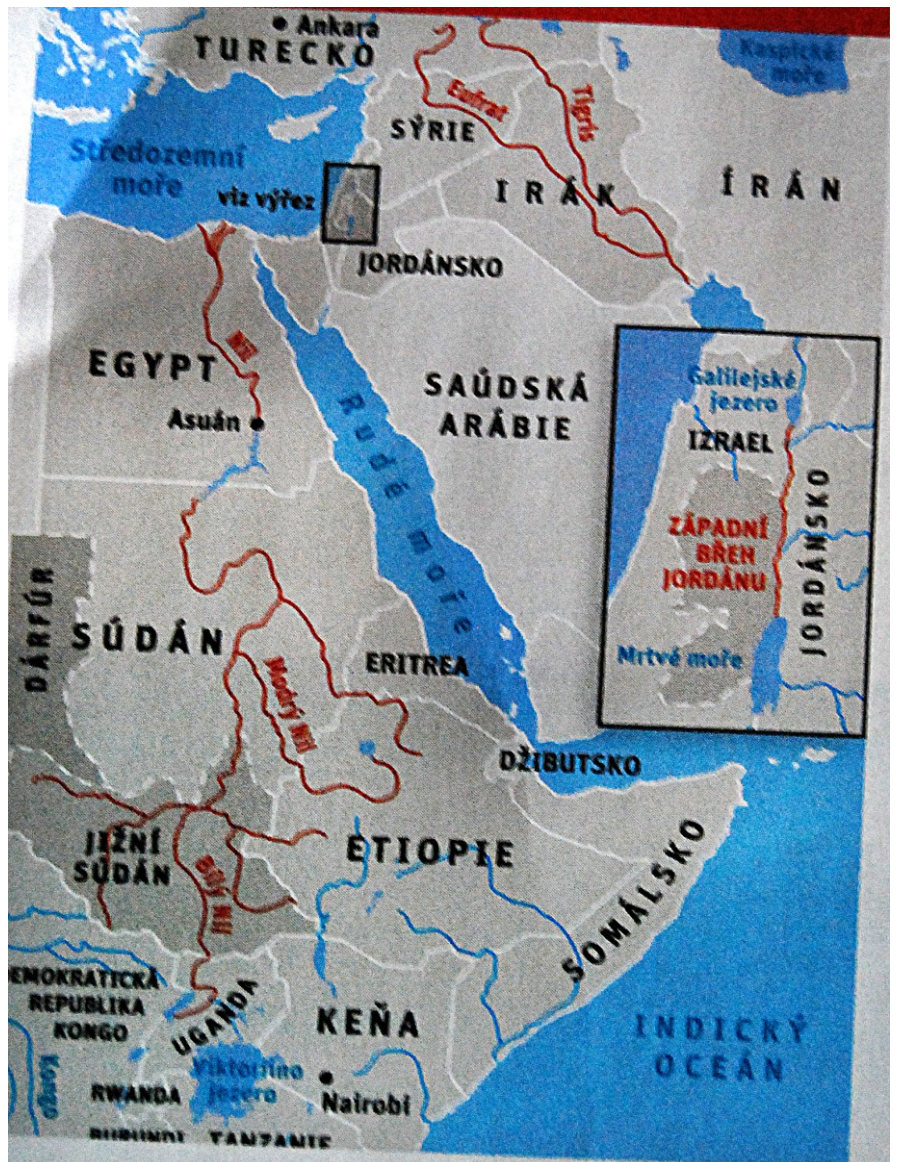 Ankara
TURECKO
Kaspické
moře
Eufrat
Tigris
SÝRIE
Středozemní
moře
viz výřez
IRÁK
ÍRÁN
JORDÁNSKO
EGYPT
Nil
Asuán
SAÚDSKÁ
ARÁBIE
Rudé moře
Galilejské
jezero
IZRAEL
ZÁPADNÍ
BŘEH
JORDÁNU
JORDÁNSKO
Mrtvé moře
DÁRFÚR
SÚDÁN
ERITREA
Modrý Nil
DŽIBUTSKO
JIŽNÍ
SÚDÁN
Bílý Nil
ETIOPIE
SOMÁLSKO
DEMOKRATICKÁ
REPUBLIKA
KONGO
UGANDA
KEŇA
INDICKÝ
OCEÁN
Kongo
Viktoriino
jezero
RWANDA
Nairobi
BURUNDI TANZANIE